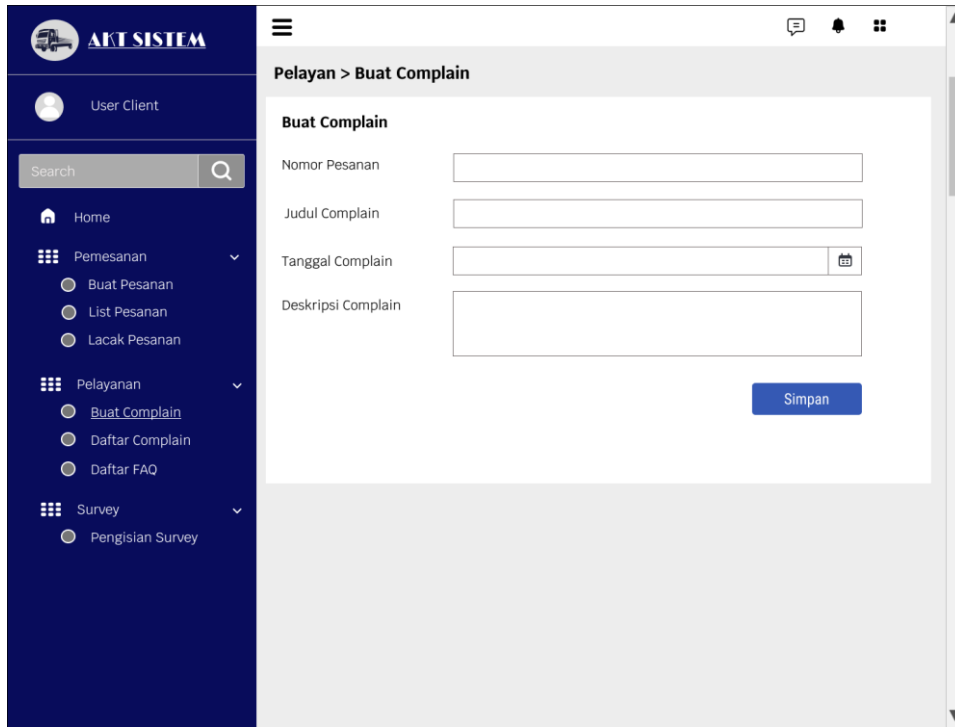 AKT SISTEM
User Client
Search
Home
Pemesanan
Buat Pesanan
List Pesanan
Lacak Pesanan
Pelayanan
Buat Complain
Daftar Complain
Daftar FAQ
Survey
Pengisian Survey
Pelayan > Buat Complain
Buat Complain
Nomor Pesanan
Judul Complain
Tanggal Complain
Deskripsi Complain
Simpan